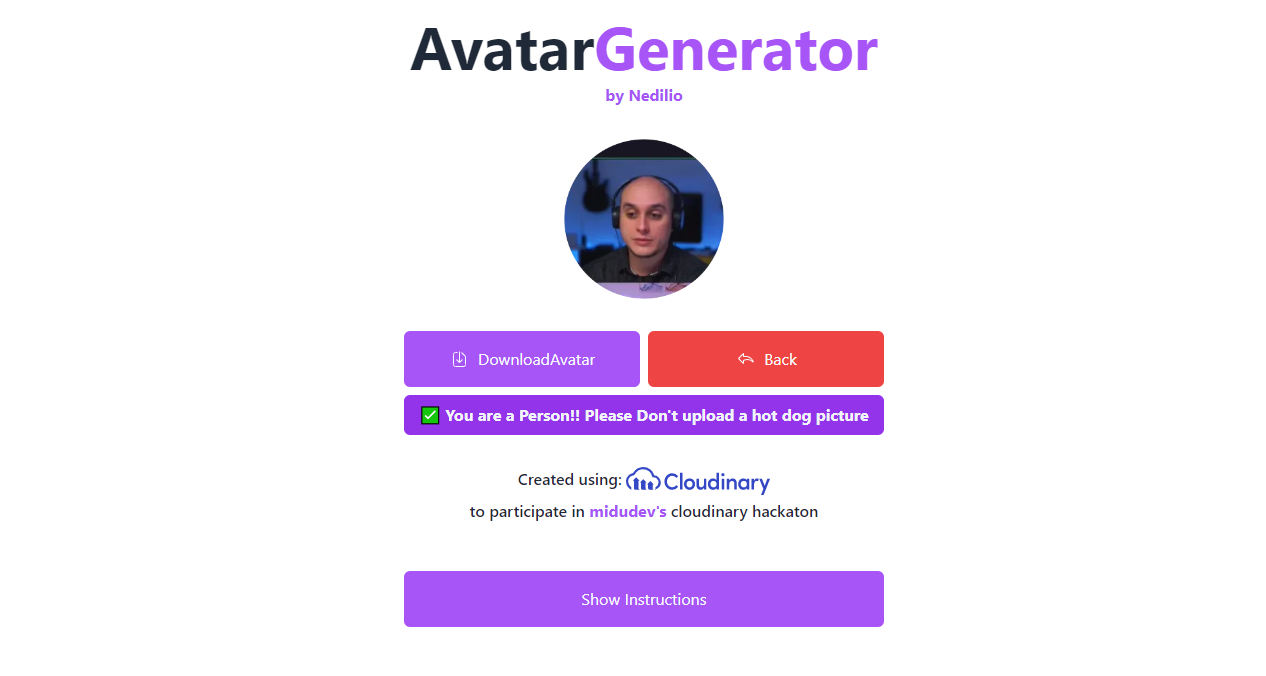 AvatarGenerator
by Nedilio
DownloadAvatar
Back
✅ You are a Person!! Please Don't upload a hot dog picture
Created using: Cloudinary
to participate in midudev's cloudinary hackaton
Show Instructions